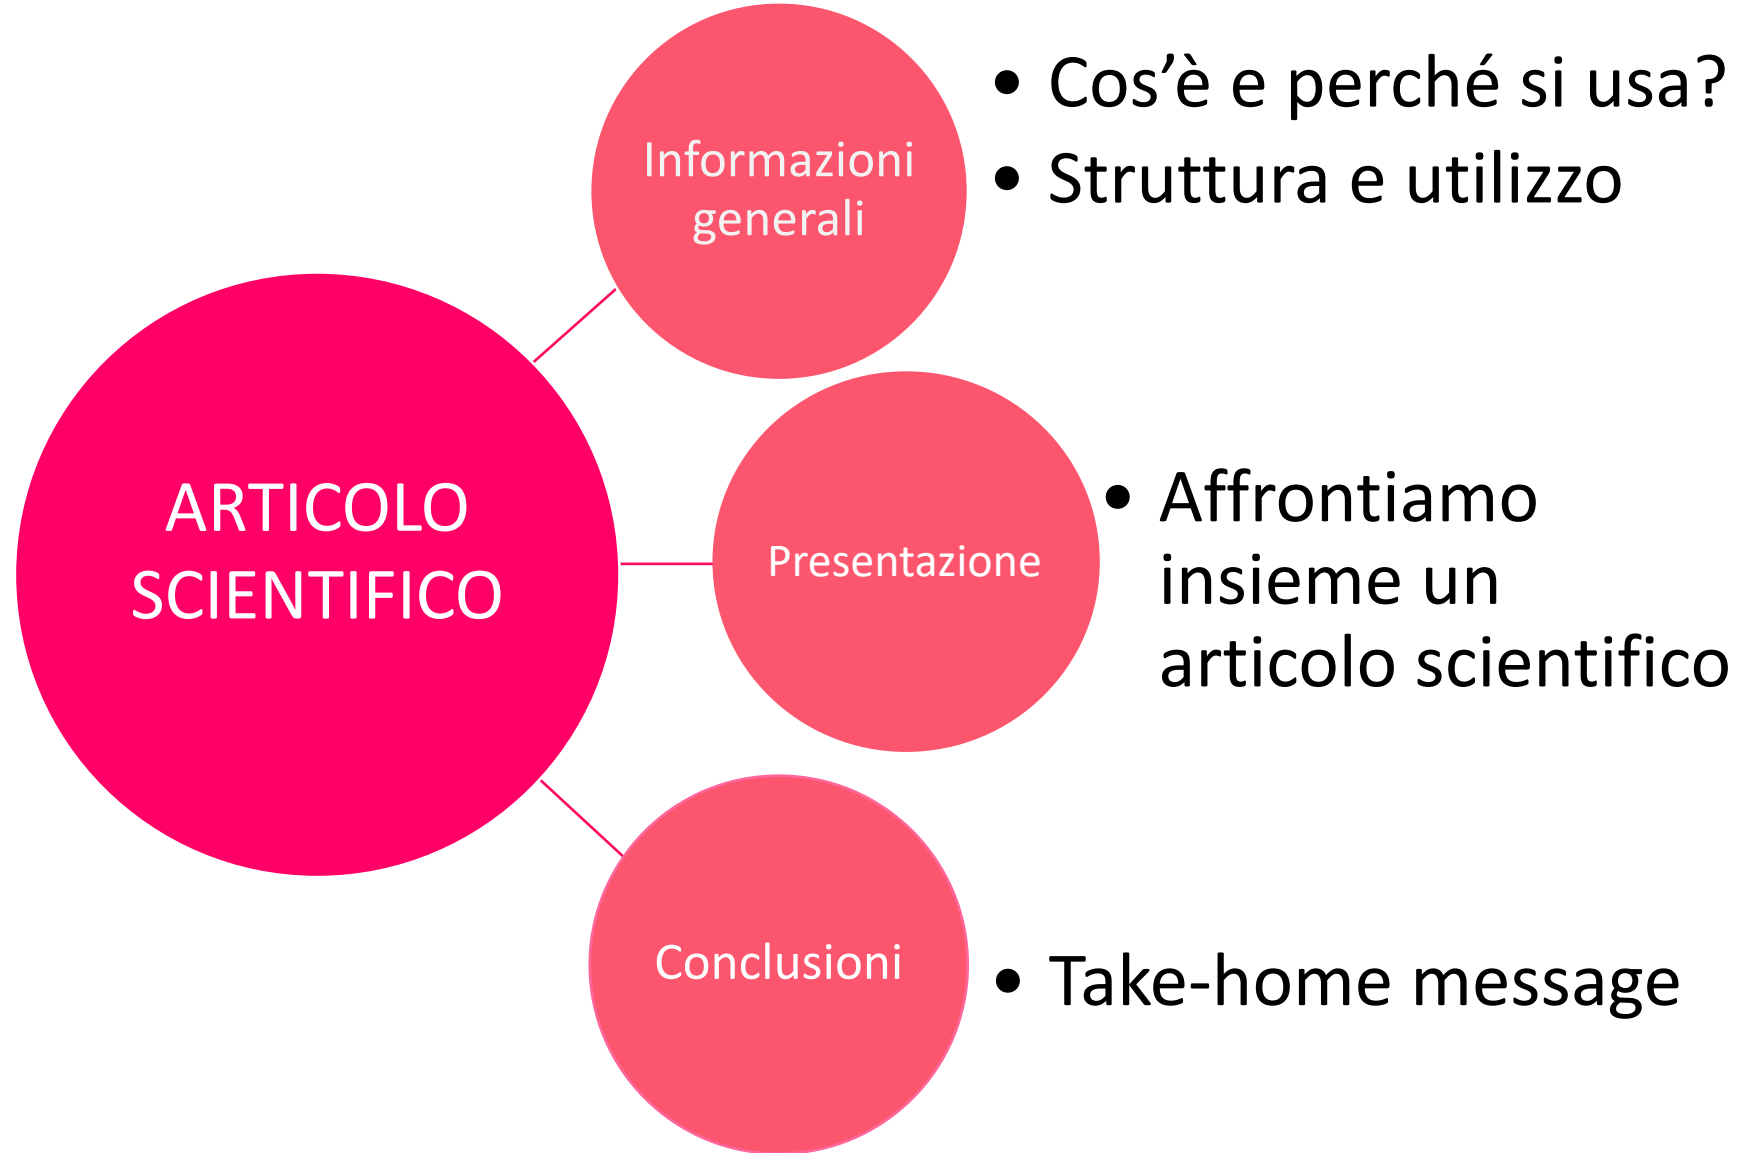 ARTICOLO
SCIENTIFICO
Informazioni
generali
• Cos’è e perché si usa?
• Struttura e utilizzo
Presentazione
• Affrontiamo
insieme un
articolo scientifico
Conclusioni
• Take-home message